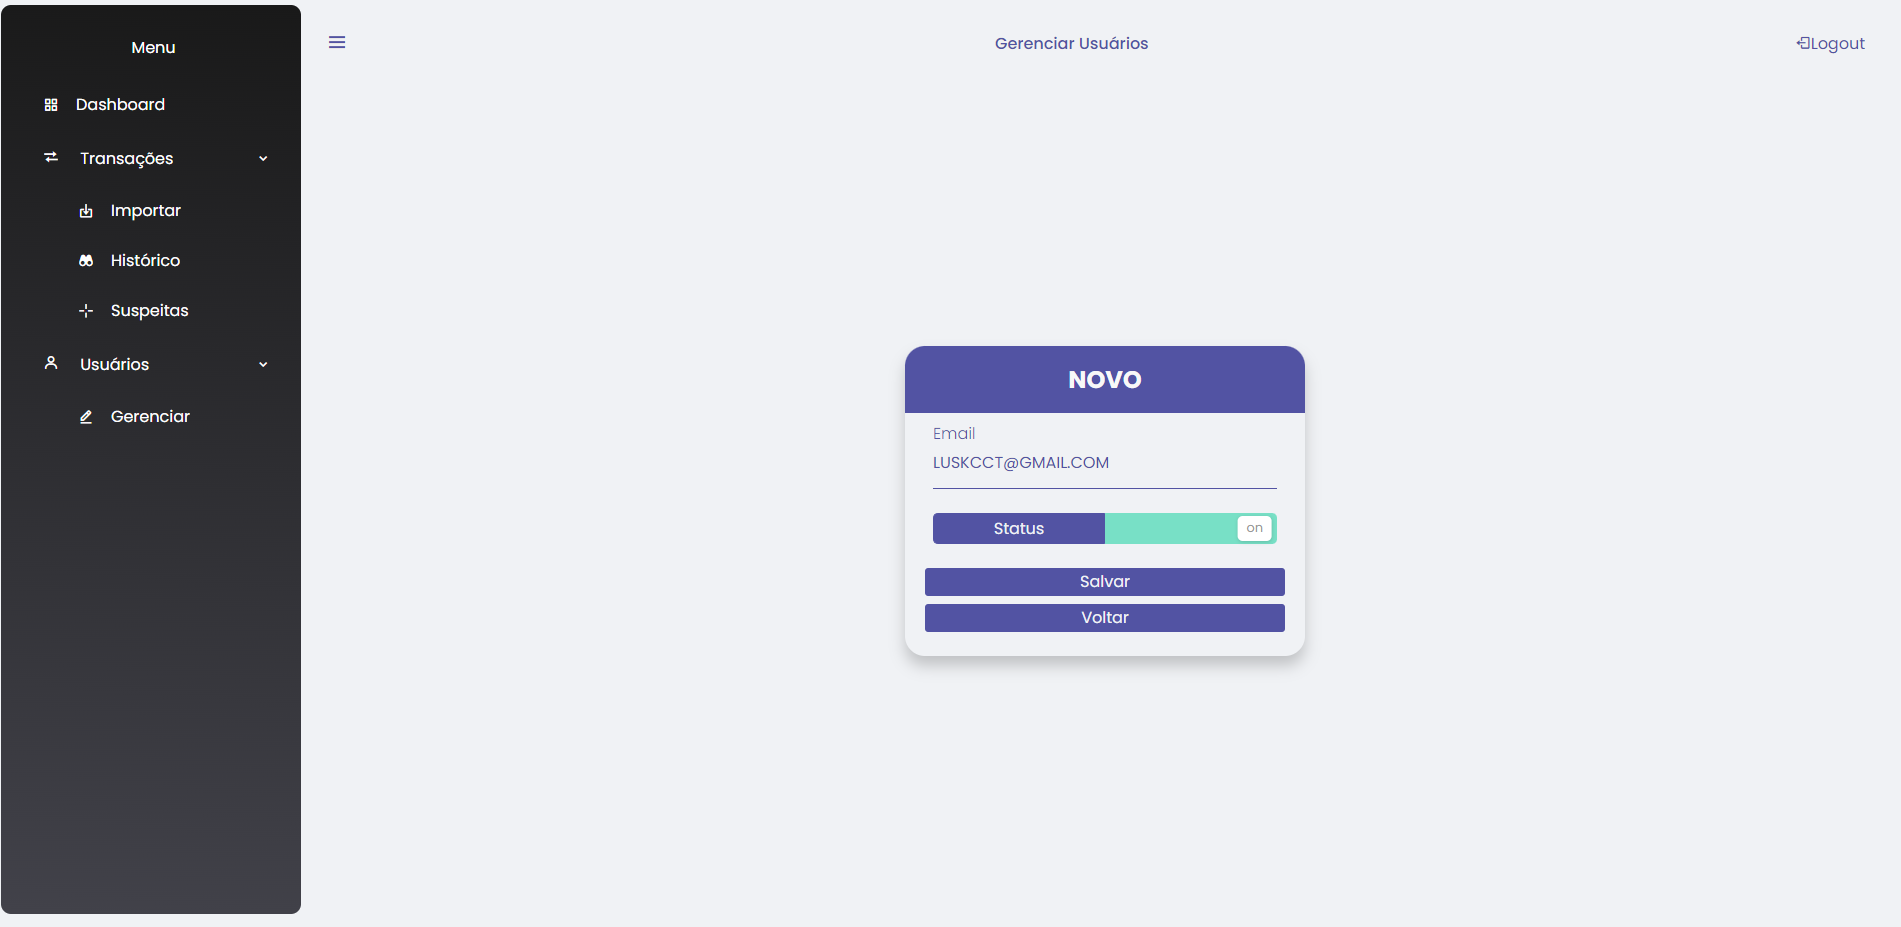 Menu
Dashboard
Transações
Importar
Histórico
Suspeitas
Usuários
Gerenciar
Gerenciar Usuários
Logout
NOVO
Email
LUSKCCT@GMAIL.COM
Status
on
Salvar
Voltar